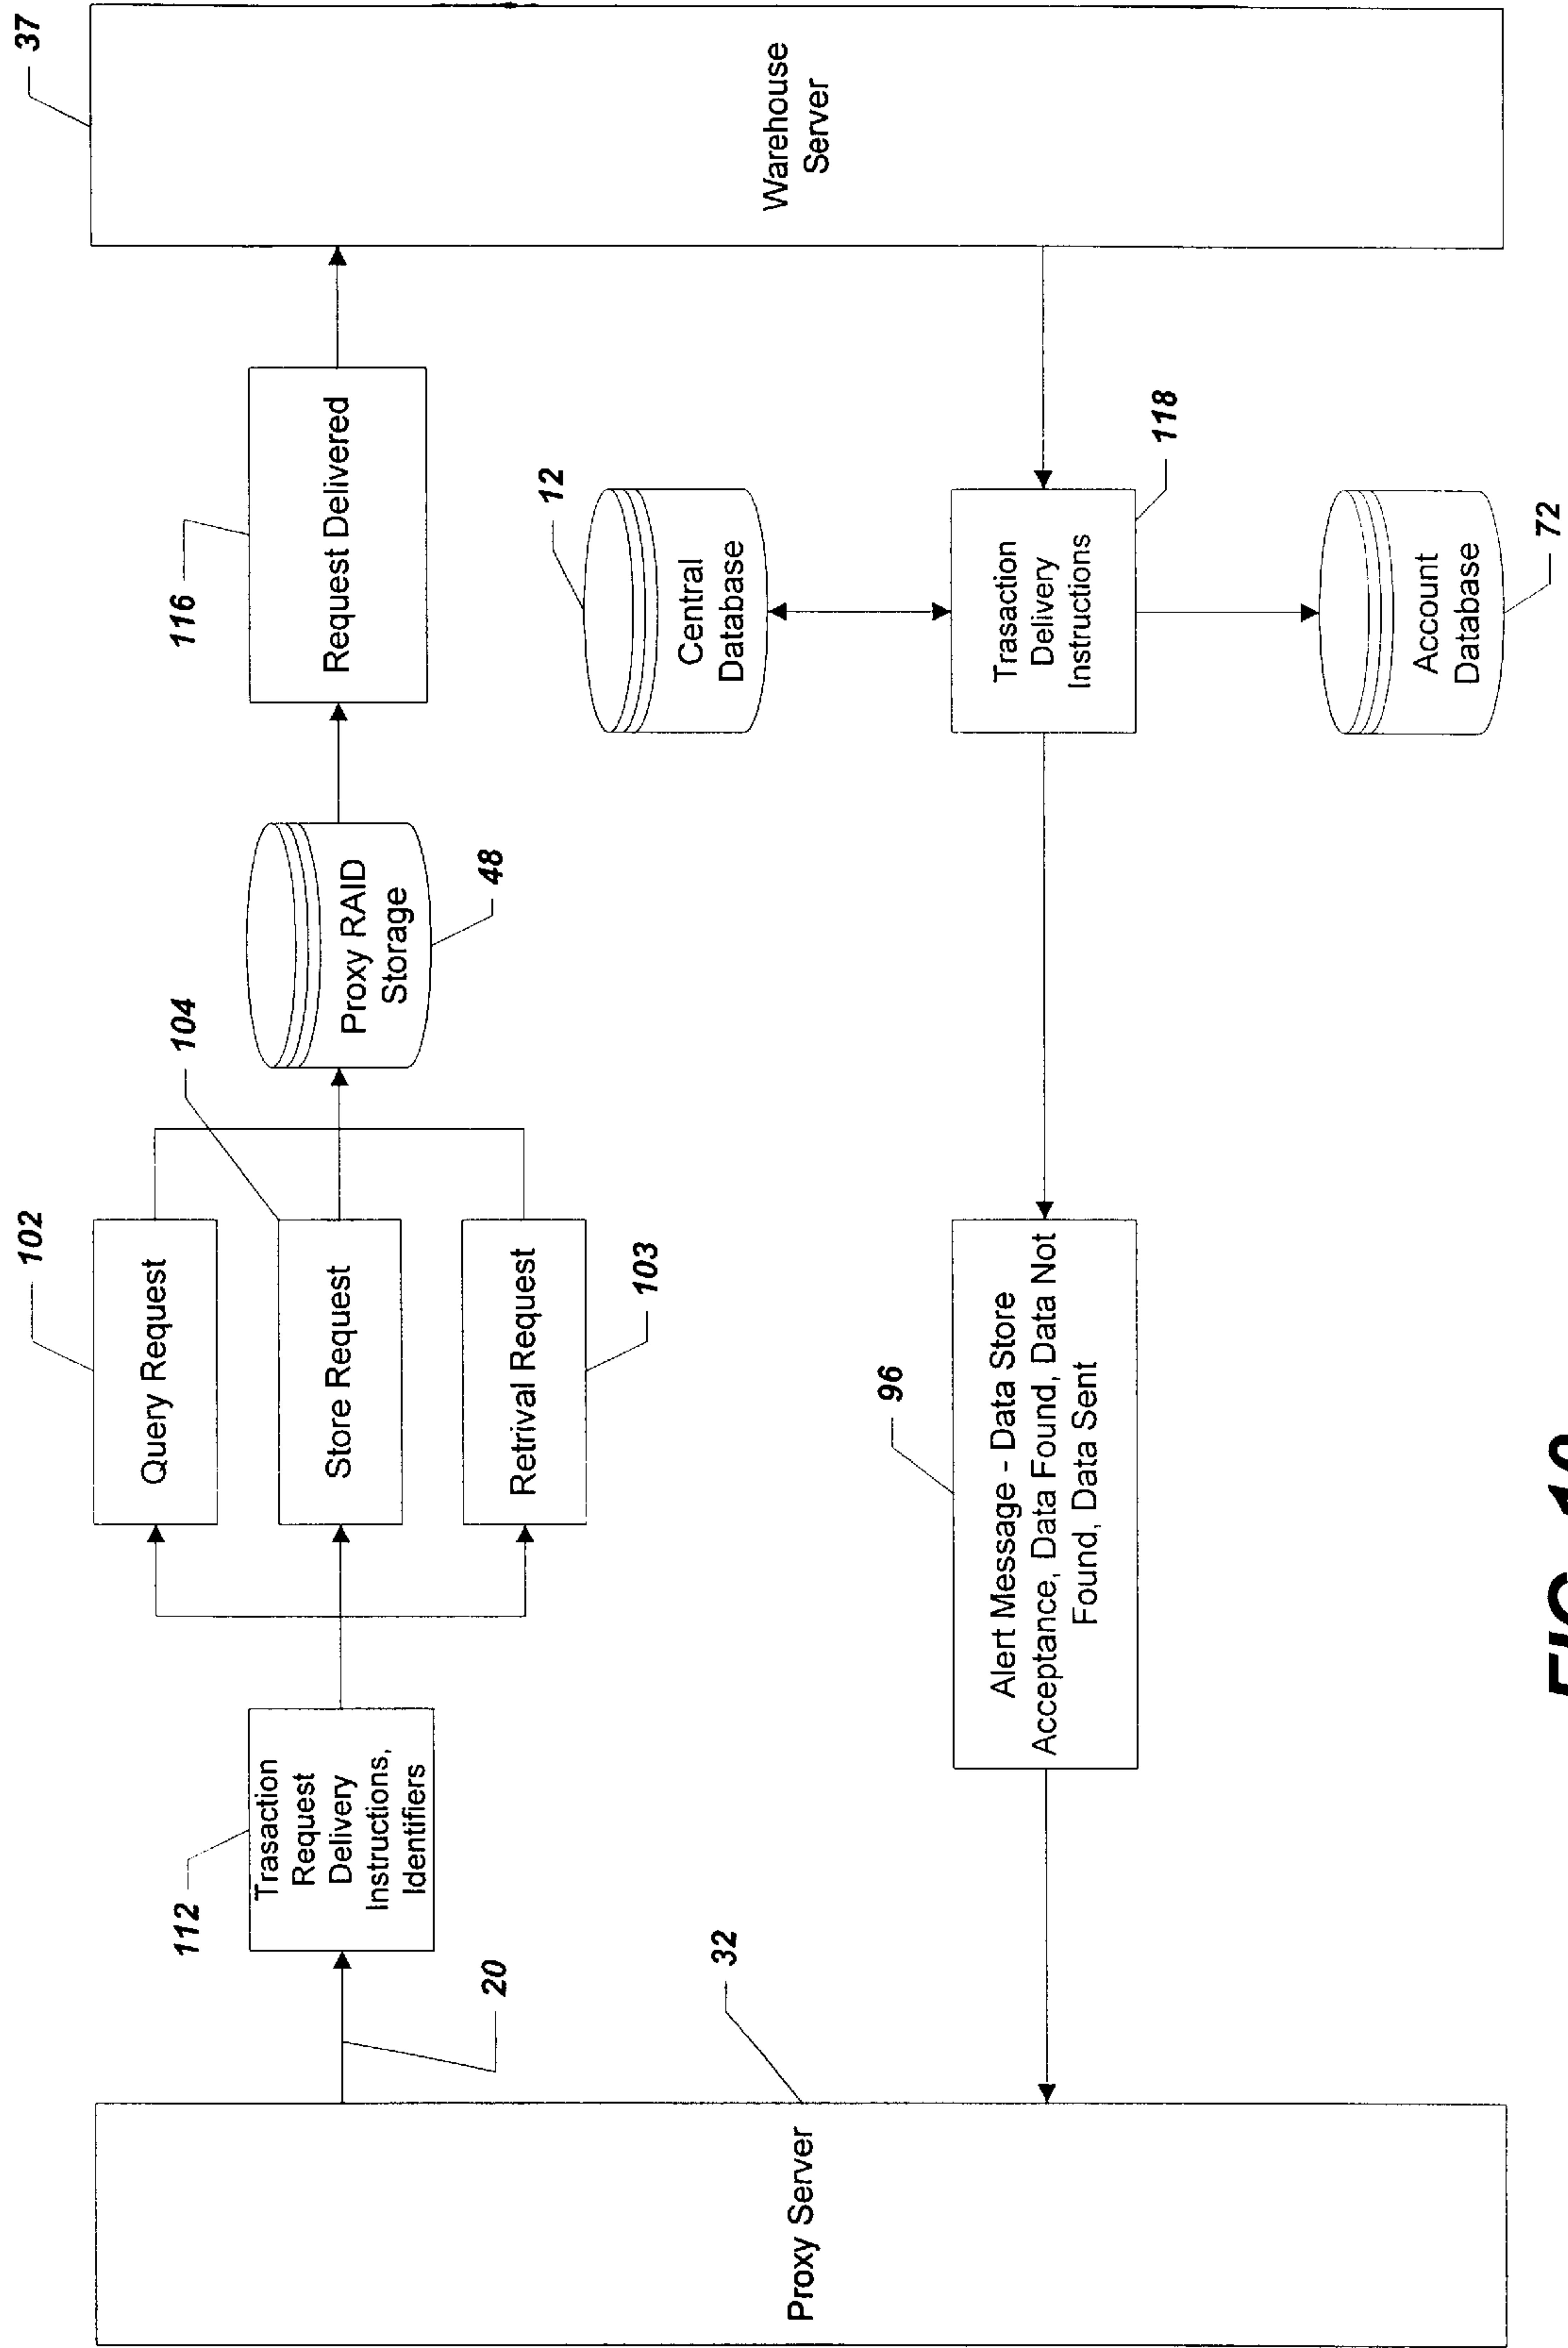 Proxy Server
32
20
112
Trasaction
Request
Delivery
Instructions,
Identifiers
102
Query Request
104
Store Request
Retrival Request
103
Proxy RAID
Storage
48
116
Request Delivered
37
Warehouse
Server
12
Central
Database
Trasaction
Delivery
Instructions
118
Account
Database
72
96
Alert Message - Data Store
Acceptance, Data Found, Data Not
Found, Data Sent
FIG.